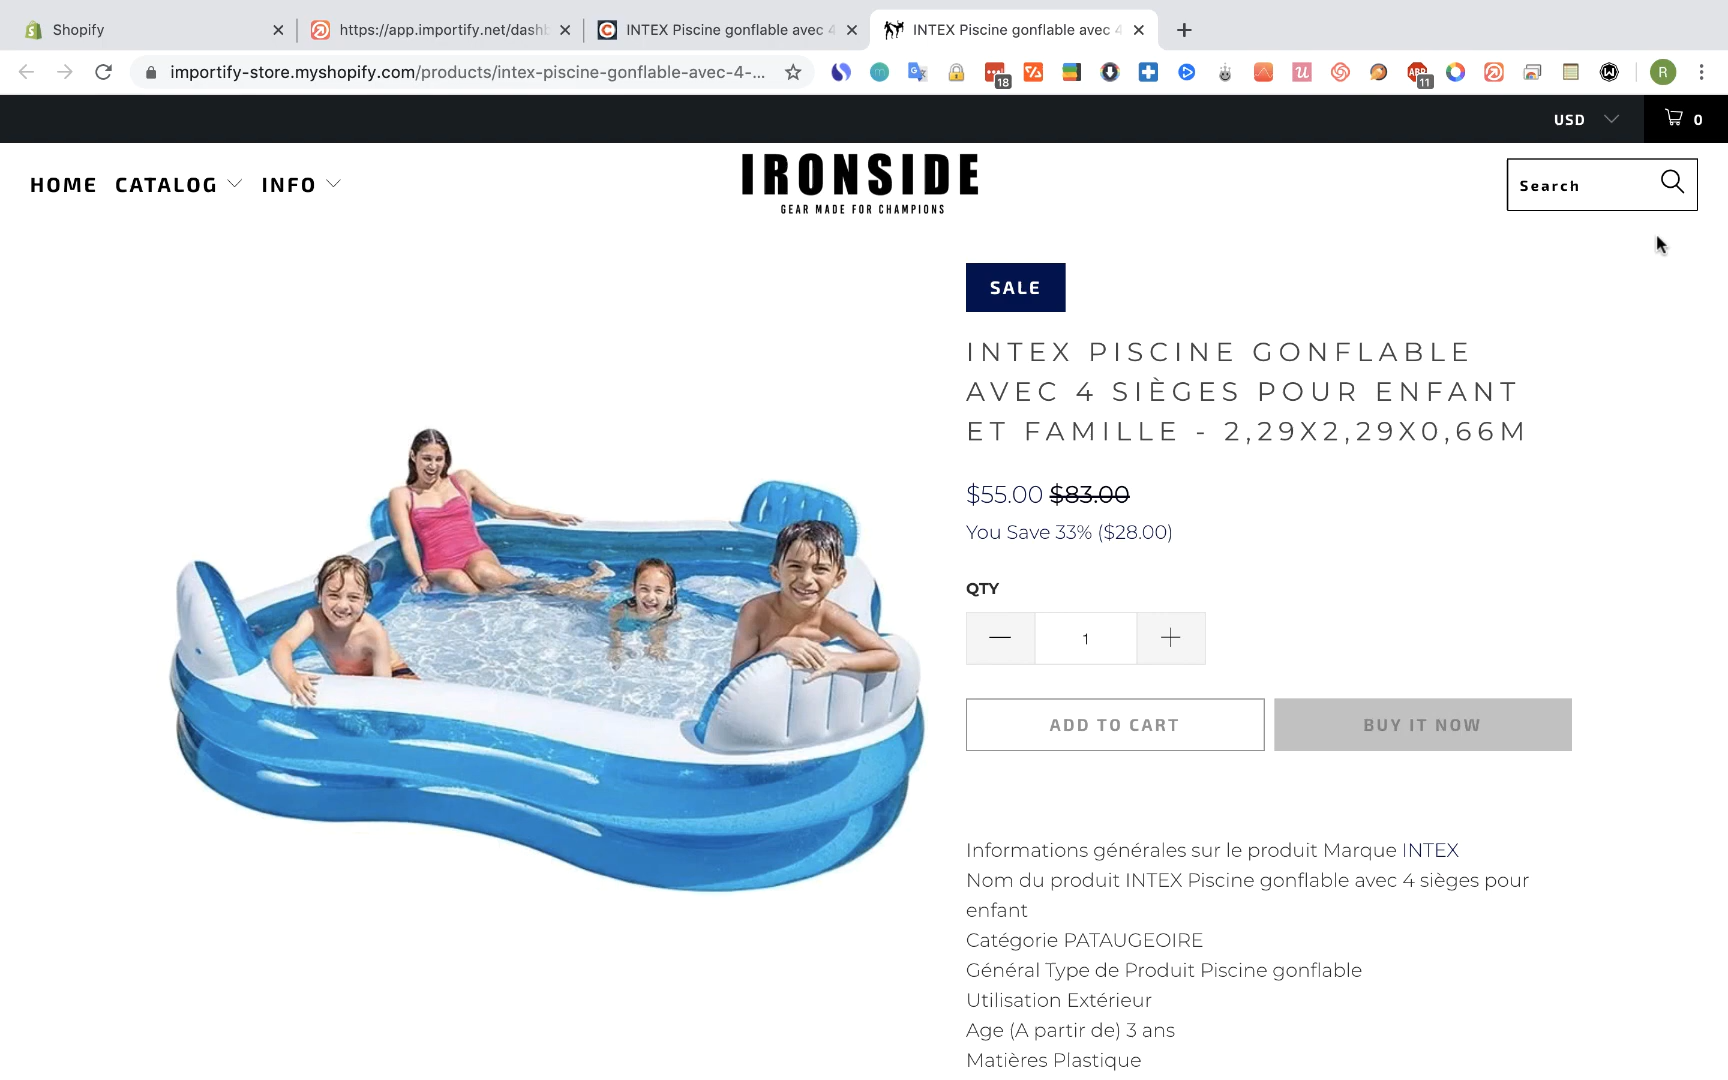 Shopify
https://app.importify.net/dash
INTEX Piscine gonflable avec 4
INTEX Piscine gonflable avec 4
importify-store.myshopify.com/products/intex-piscine-gonflable-avec-4-...
18
ABP
11
R
USD
0
HOME CATALOG INFO
IRONSIDE
GEAR MADE FOR CHAMPIONS
Search
SALE
INTEX PISCINE GONFLABLE
AVEC 4 SIÈGES POUR ENFANT
ET FAMILLE - 2,29X2,29X0,66M
$55.00 $83.00
You Save 33% ($28.00)
QTY
1
ADD TO CART
BUY IT NOW
Informations générales sur le produit Marque INTEX
Nom du produit INTEX Piscine gonflable avec 4 sièges pour
enfant
Catégorie PATAUGEOIRE
Général Type de Produit Piscine gonflable
Utilisation Extérieur
Age (A partir de) 3 ans
Matières Plastique